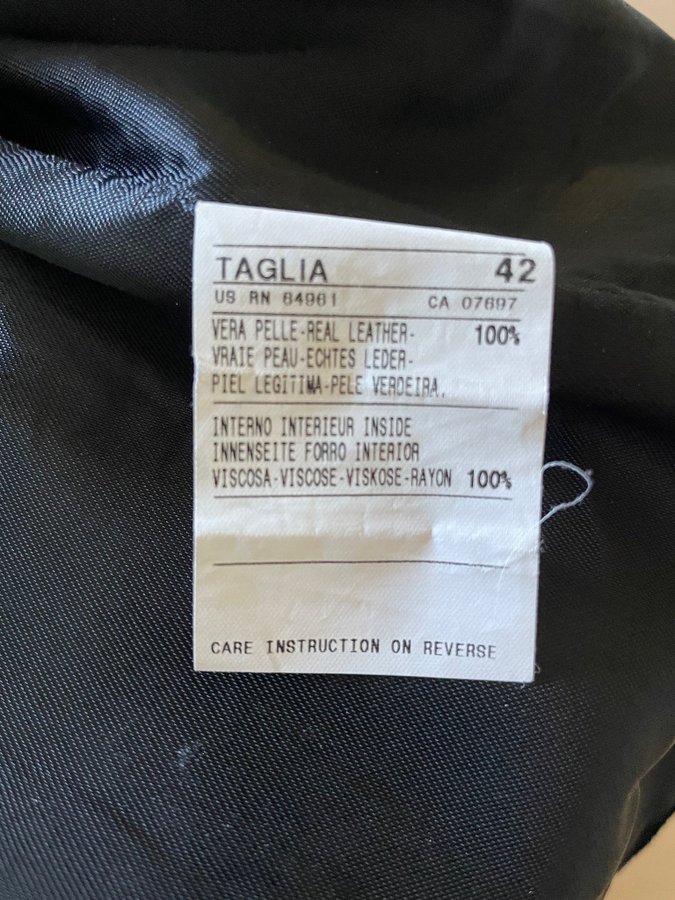 TAGLIA 42
US RN 64961 CA 07697
VERA PELLE-REAL LEATHER- 100%
VRAIE PEAU-ECHTES LEDER-
PIEL LEGITIMA-PELE VERDEIRA.
INTERNO INTERIEUR INSIDE
INNENSEITE FORRO INTERIOR
VISCOSA-VISCOSE-VISKOSE-RAYON 100%
CARE INSTRUCTION ON REVERSE